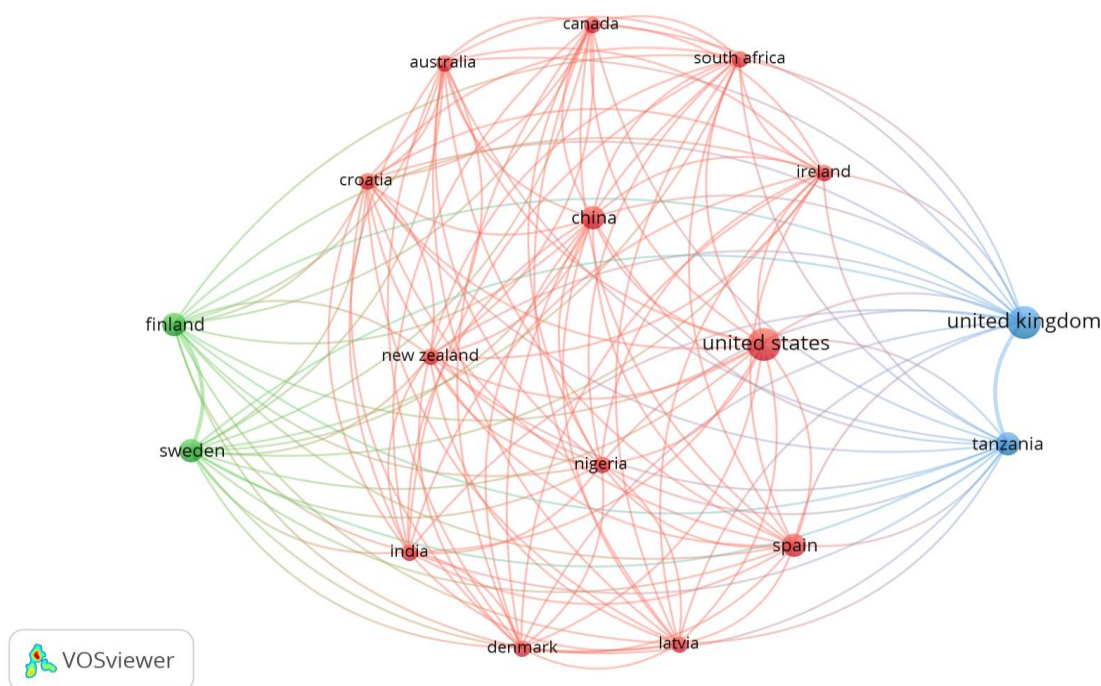 canada
australia
south africa
croatia
ireland
china
finland
united kingdom
united states
new zealand
sweden
tanzania
nigeria
india
spain
denmark
latvia
VOSviewer